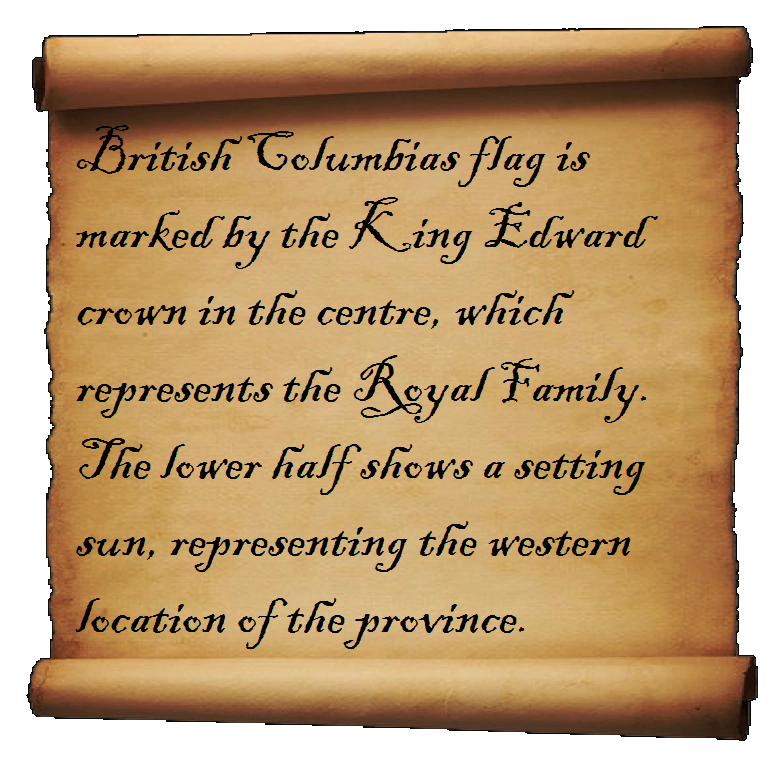 British Columbias flag is
marked by the King Edward
crown in the centre, which
represents the Royal Family.
The lower half shows a setting
sun, representing the western
location of the province.